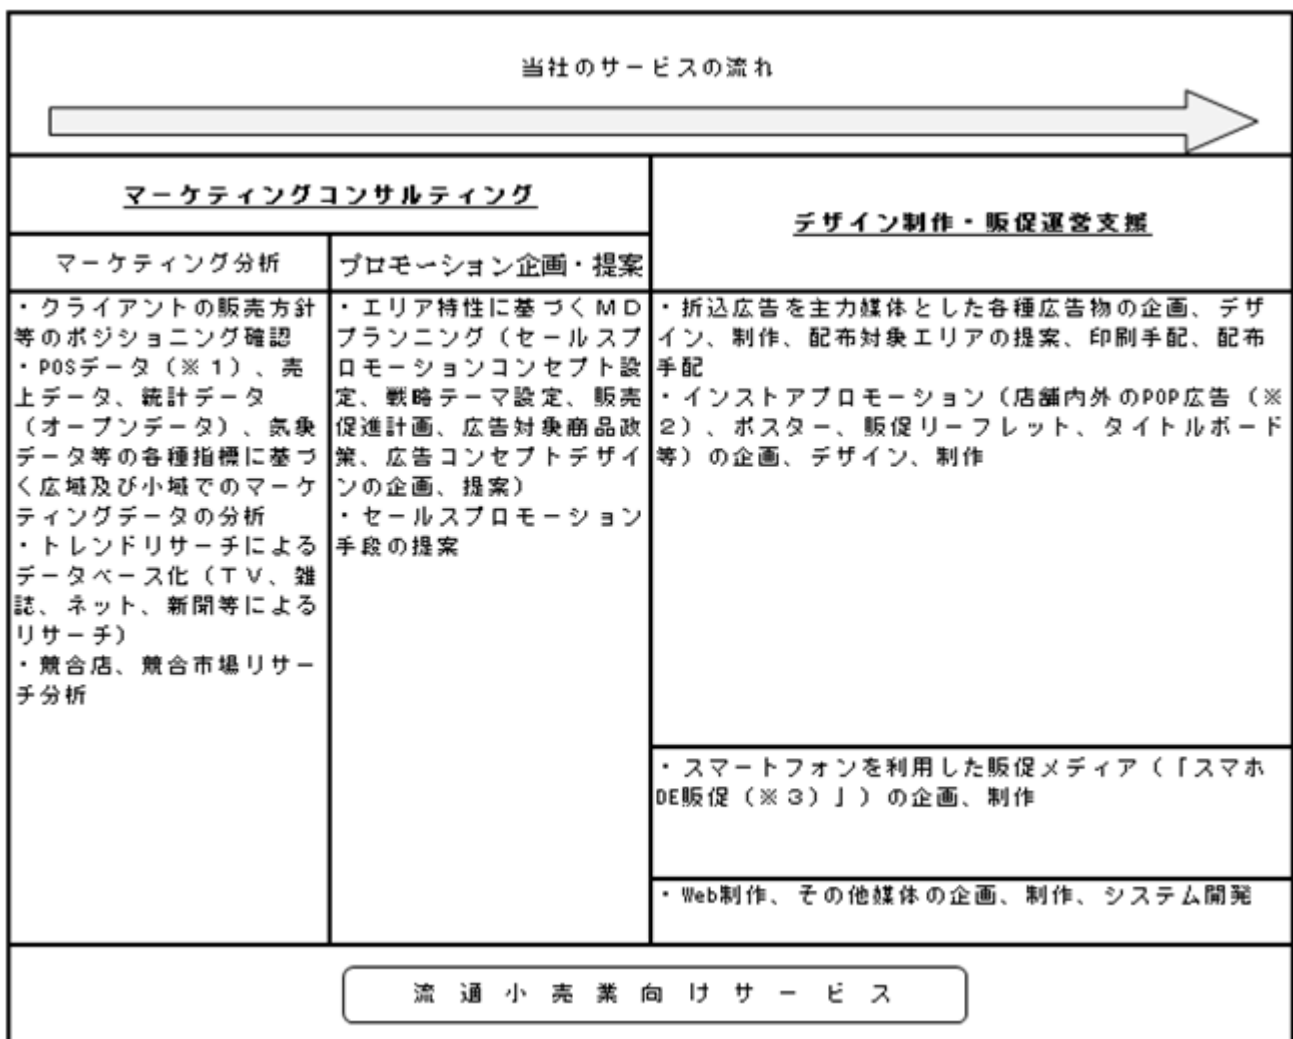 当社のサービスの流れ
マーケティングコンサルティング
デザイン制作・販促運営支援
マーケティング分析
プロモーション企画・提案
・クライアントの販売方針
等のポジショニング確認
・POSデータ（※１）、売
上データ、統計データ
（オープンデータ）、気象
データ等の各種指標に基づ
く広域及び小域でのマーケ
ティングデータの分析
・トレンドリサーチによる
データベース化（ＴＶ、雑
誌、ネット、新聞等による
リサーチ）
・競合店、競合市場リサー
チ分析
・エリア特性に基づくＭＤ
プランニング（セールスプ
ロモーションコンセプト設
定、戦略テーマ設定、販売
促進計画、広告対象商品政
策、広告コンセプトデザイ
ンの企画、提案）
・セールスプロモーション
手段の提案
・折込広告を主力媒体とした各種広告物の企画、デザ
イン、制作、配布対象エリアの提案、印刷手配、配布
手配
・インストアプロモーション（店舗内外のPOP広告（※
２）、ポスター、販促リーフレット、タイトルボード
等）の企画、デザイン、制作
・スマートフォンを利用した販促メディア（「スマホ
DE販促（※３）」）の企画、制作
・Web制作、その他媒体の企画、制作、システム開発
流通小売業向けサービス